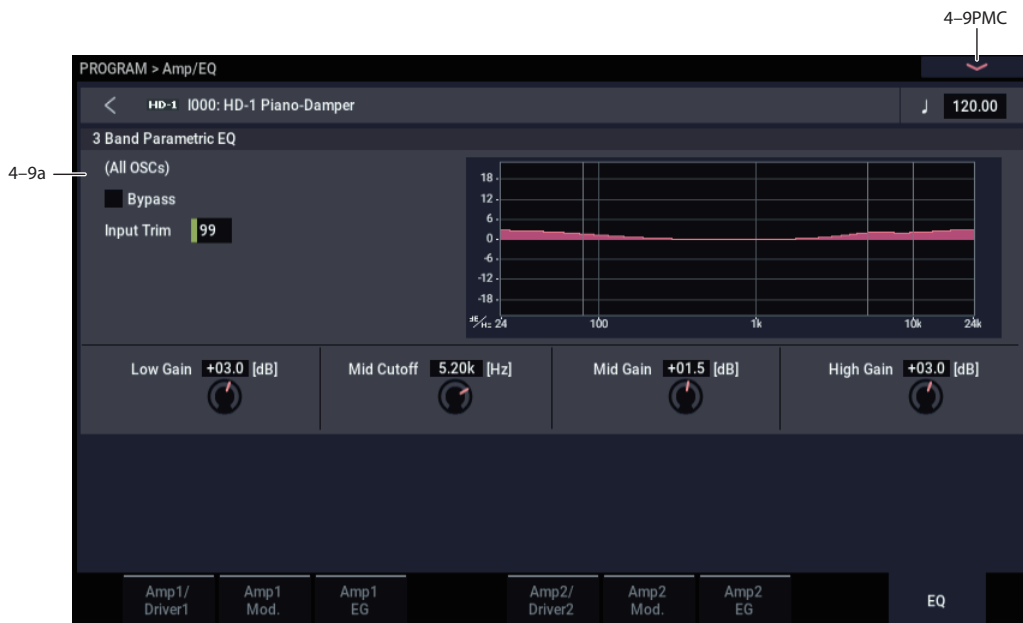 4–9PMC
PROGRAM > Amp/EQ
HD-1 I000: HD-1 Piano-Damper
♩ 120.00
3 Band Parametric EQ
4–9a
(All OSCs)
Bypass
Input Trim 99
18
12
6
0
-6
-12
-18
dB/Hz 24 100 1k 10k 24k
Low Gain +03.0 [dB] Mid Cutoff 5.20k [Hz] Mid Gain +01.5 [dB] High Gain +03.0 [dB]
Amp1/ Driver1
Amp1 Mod.
Amp1 EG
Amp2/ Driver2
Amp2 Mod.
Amp2 EG
EQ